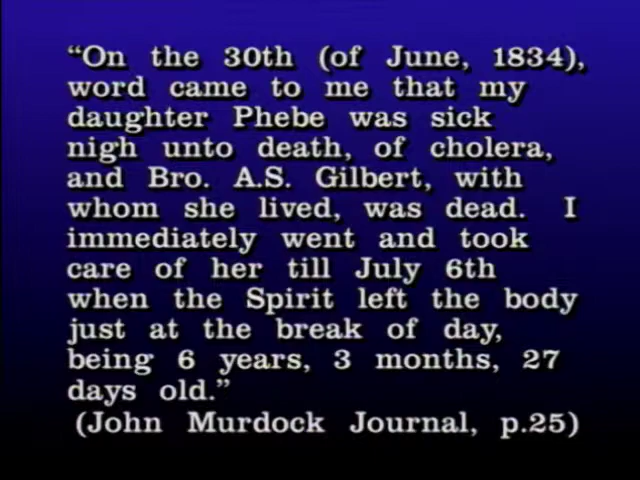 “On the 30th (of June, 1834),
word came to me that my
daughter Phebe was sick
nigh unto death, of cholera,
and Bro. A.S. Gilbert, with
whom she lived, was dead. I
immediately went and took
care of her till July 6th
when the Spirit left the body
just at the break of day,
being 6 years, 3 months, 27
days old.”
(John Murdock Journal, p.25)